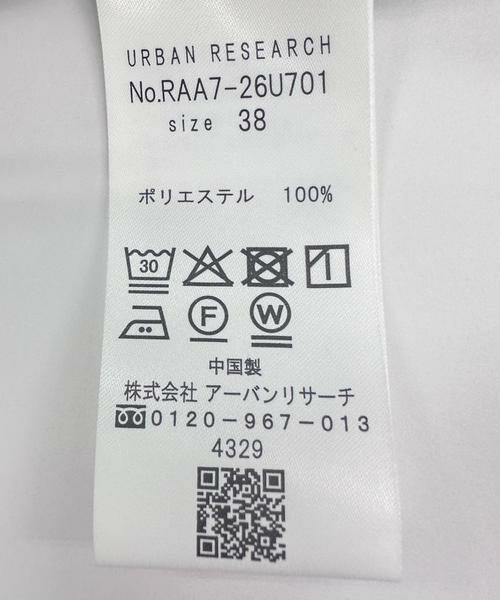 URBAN RESEARCH
No.RAA7-26U701
size 38
ポリエステル 100%
30
F W
中国製
株式会社 アーバンリサーチ
0120-967-013
4329